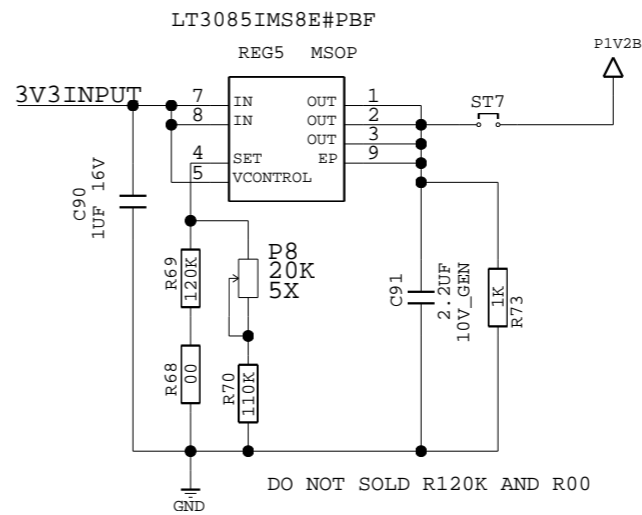 LT3085IMS8E#PBF
REG5 MSOP
P1V2B
3V3INPUT
7 IN OUT 1
8 IN OUT 2
OUT 3
4 SET EP 9
5 VCONTROL
ST7
C90
1UF 16V
R69
120K
P8
20K
5X
R68
00
R70
110K
C91
2.2UF
10V_GEN
1K
R73
GND
DO NOT SOLD R120K AND R00